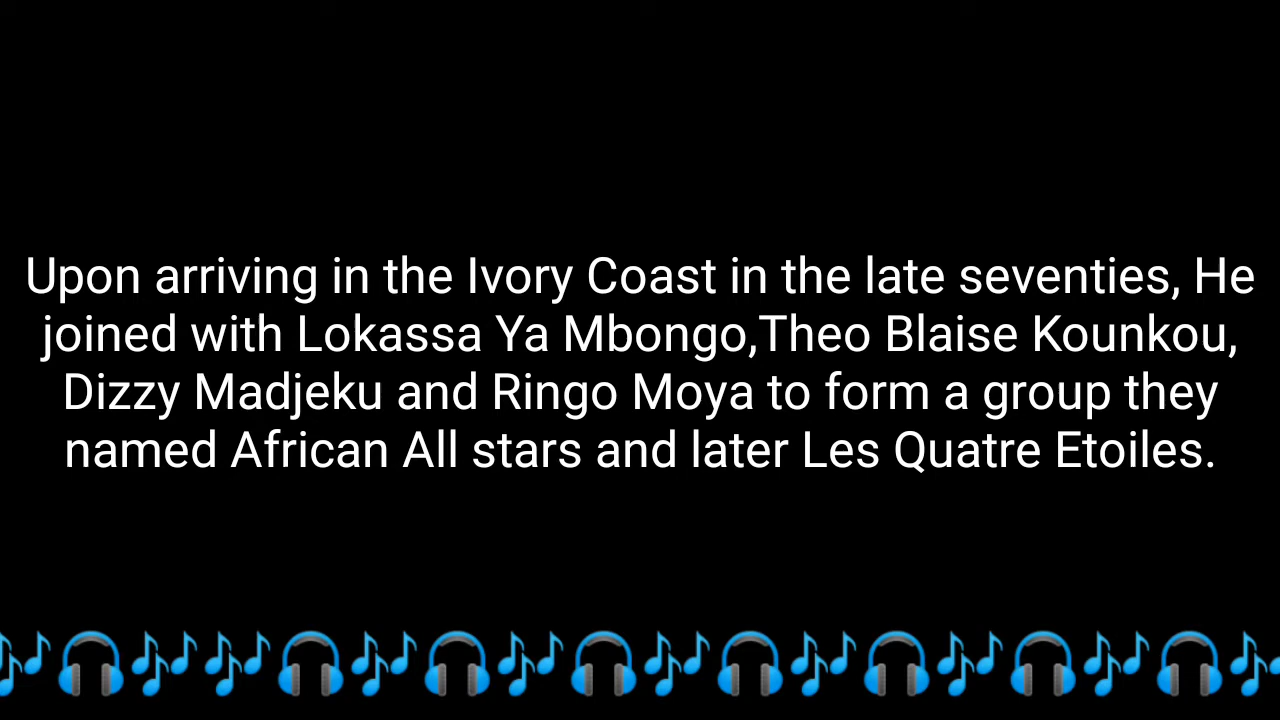 Upon arriving in the Ivory Coast in the late seventies, He
joined with Lokassa Ya Mbongo,Theo Blaise Kounkou,
Dizzy Madjeku and Ringo Moya to form a group they
named African All stars and later Les Quatre Etoiles.